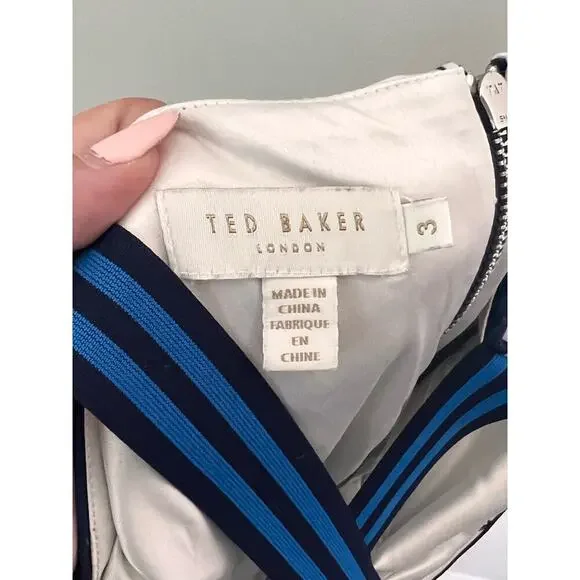 TED BAKER
LONDON
3
MADE IN
CHINA
FABRIQUE
EN
CHINE